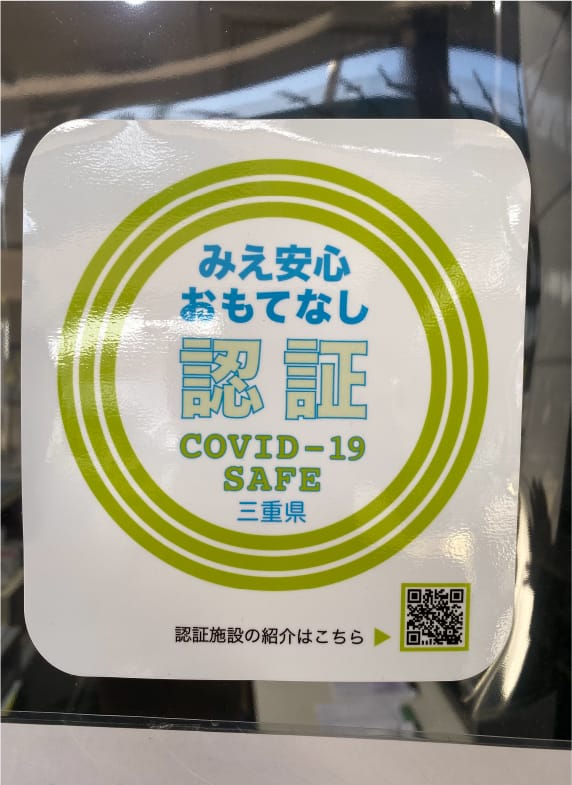 みえ安心
おもてなし
認証
COVID-19
SAFE
三重県
認証施設の紹介はこちら ▶